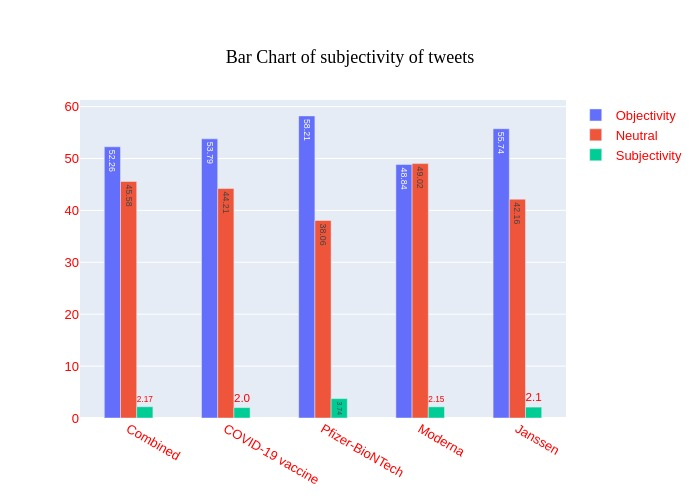 Bar Chart of subjectivity of tweets
Objectivity
Neutral
Subjectivity
60
50
40
30
20
10
0
52.26
45.58
2.17
53.79
44.21
2.0
58.21
38.06
3.74
48.84
49.02
2.15
55.74
42.16
2.1
Combined
COVID-19 vaccine
Pfizer-BioNTech
Moderna
Janssen